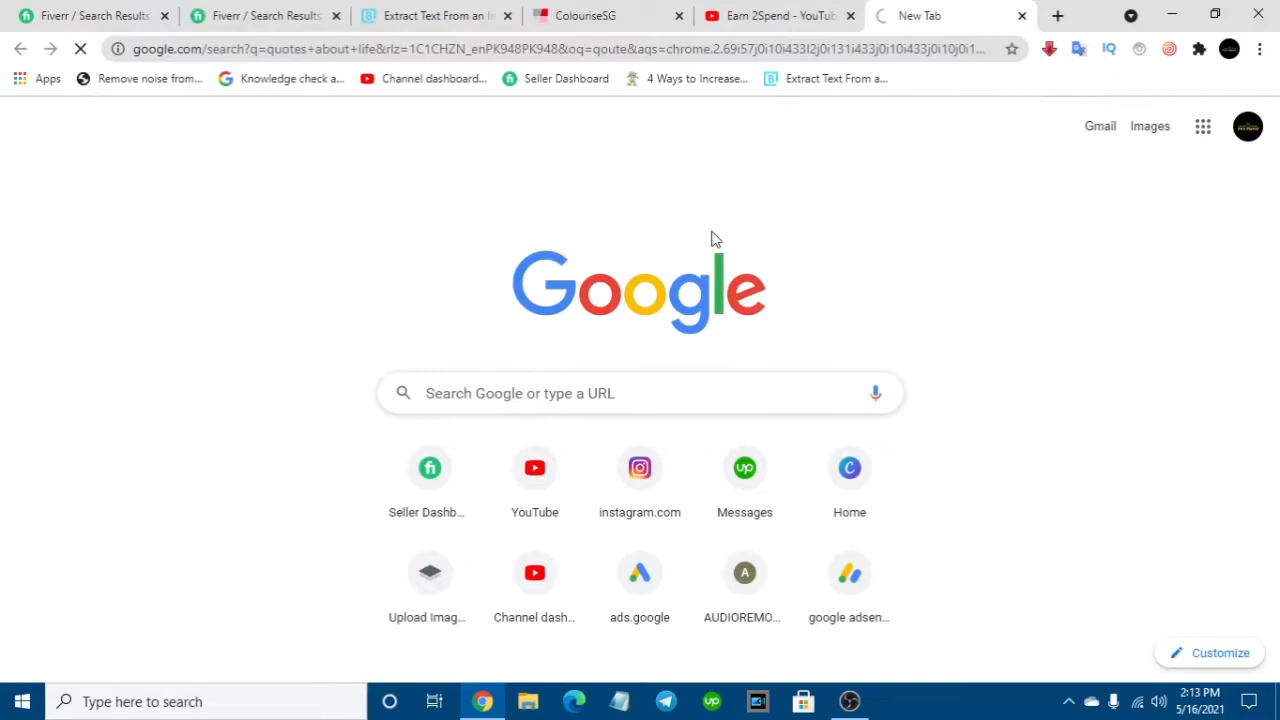 Fiverr / Search Results
Fiverr / Search Results
Extract Text From an
ColouriseSG
Earn 2Spend - YouTub
New Tab
google.com/search?q=quotes+about+life&rlz=1C1CHZN_enPK948PK948&oq=qoute&aqs=chrome.2.69i57j0i10i433l2j0i131i433j0i10i433j0i10j0i1...
IQ
Apps
Remove noise from...
Knowledge check a...
Channel dashboard...
Seller Dashboard
4 Ways to Increase...
Extract Text From a...
Gmail
Images
Google
Search Google or type a URL
Seller Dashb...
YouTube
instagram.com
Messages
Home
A
Upload Imag...
Channel dash...
ads.google
AUDIOREMO...
google adsen...
Customize
Type here to search
2:13 PM
5/16/2021